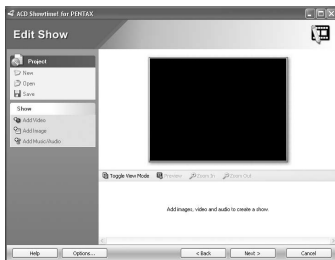 ACD Showtime! for PENTAX
Edit Show
Project
New
Open
Save
Show
Add Video
Add Image
Add Music/Audio
Toggle View Mode Preview Zoom In Zoom Out
Add images, video and audio to create a show.
Help Options... < Back Next > Cancel